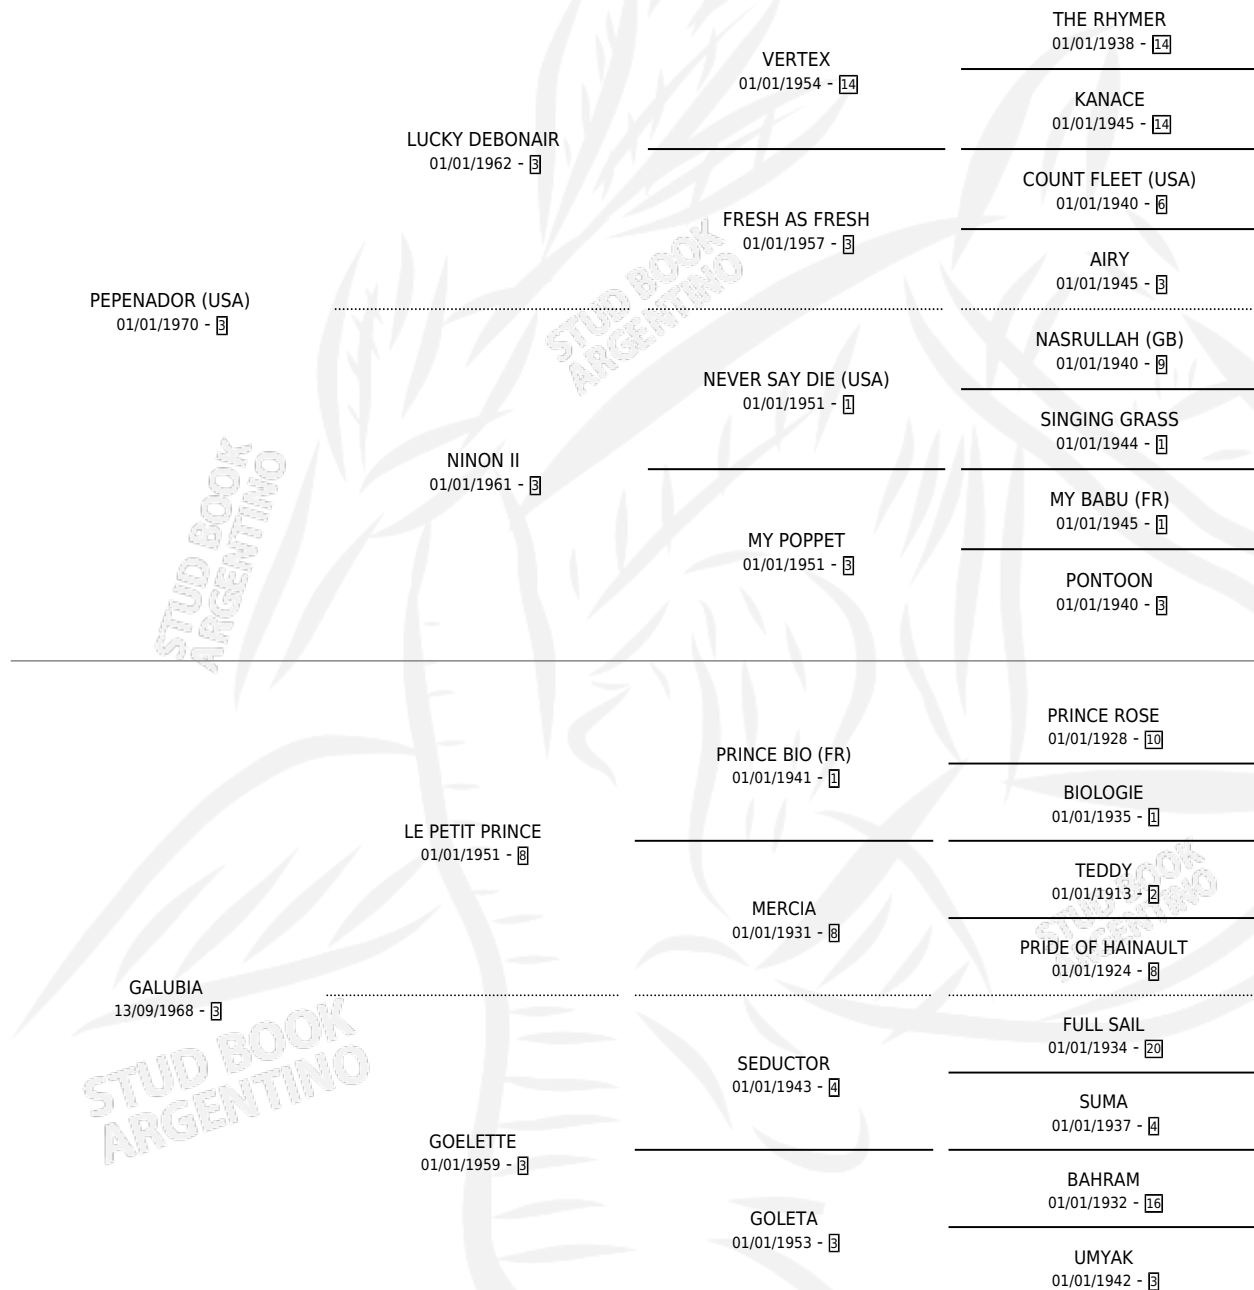 THE RHYMER
01/01/1938 - 14
VERTEX
01/01/1954 - 14
KANACE
01/01/1945 - 14
LUCKY DEBONAIR
01/01/1962 - 3
COUNT FLEET (USA)
01/01/1940 - 6
FRESH AS FRESH
01/01/1957 - 3
AIRY
01/01/1945 - 3
PEPENADOR (USA)
01/01/1970 - 3
NASRULLAH (GB)
01/01/1940 - 9
NEVER SAY DIE (USA)
01/01/1951 - 1
SINGING GRASS
01/01/1944 - 1
NINON II
01/01/1961 - 3
MY BABU (FR)
01/01/1945 - 1
MY POPPET
01/01/1951 - 3
PONTOON
01/01/1940 - 3
STUD BOOK
ARGENTINO
STUD BOOK
ARGENTINO
PRINCE ROSE
01/01/1928 - 10
PRINCE BIO (FR)
01/01/1941 - 1
BIOLOGIE
01/01/1935 - 1
LE PETIT PRINCE
01/01/1951 - 8
TEDDY
01/01/1913 - 2
MERCIA
01/01/1931 - 8
PRIDE OF HAINAULT
01/01/1924 - 8
GALUBIA
13/09/1968 - 3
FULL SAIL
01/01/1934 - 20
SEDUCTOR
01/01/1943 - 4
SUMA
01/01/1937 - 4
GOELETTE
01/01/1959 - 3
BAHRAM
01/01/1932 - 16
GOLETA
01/01/1953 - 3
UMYAK
01/01/1942 - 3
STUD BOOK
ARGENTINO
STUD BOOK
ARGENTINO